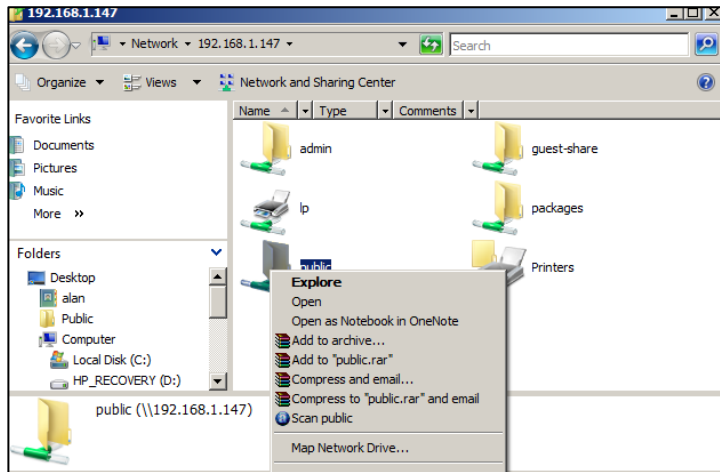 192.168.1.147
Network 192.168.1.147 Search
Organize Views Network and Sharing Center
Favorite Links
Documents
Pictures
Music
More »
Folders
Desktop
alan
Public
Computer
Local Disk (C:)
HP_RECOVERY (D:)
Name Type Comments
admin guest-share
lp packages
public Printers
Explore
Open
Open as Notebook in OneNote
Add to archive...
Add to "public.rar"
Compress and email...
Compress to "public.rar" and email
Scan public
Map Network Drive...
public (\\192.168.1.147)